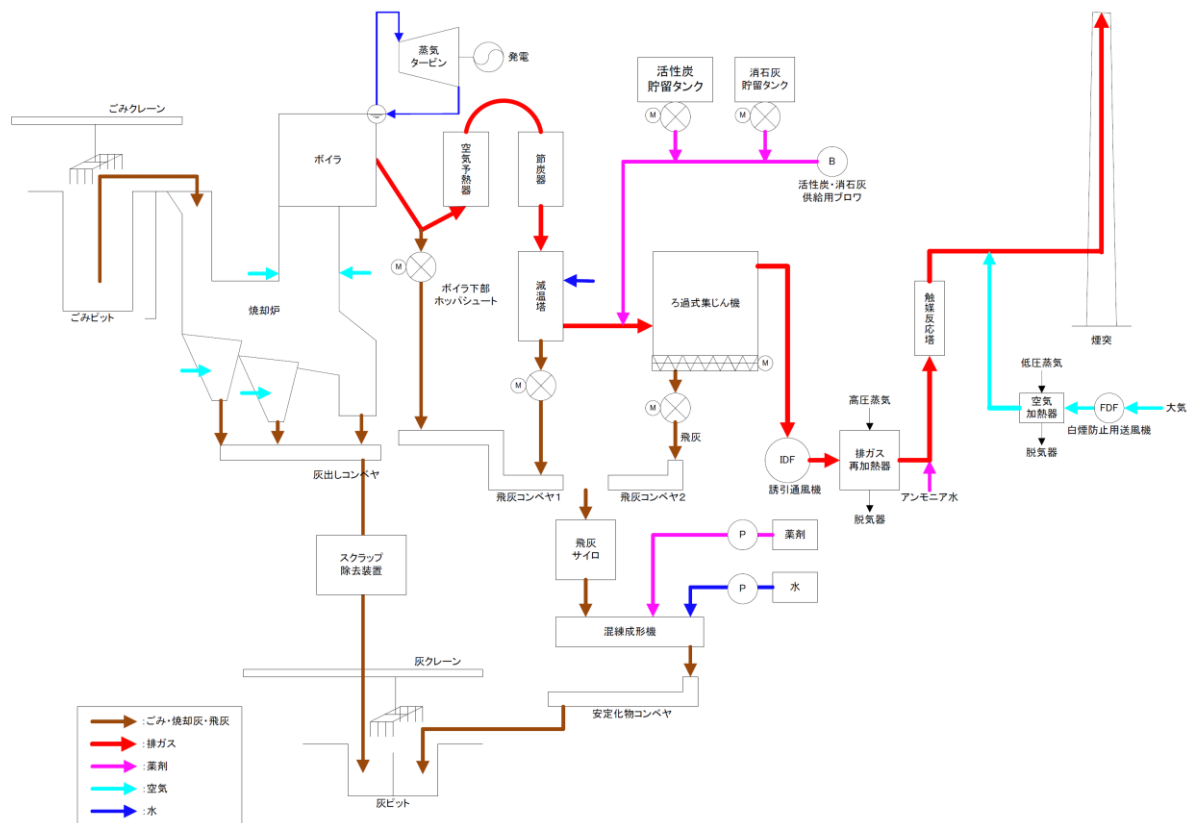 蒸気
タービン
発電
活性炭
貯留タンク
消石灰
貯留タンク
ごみクレーン
M
M
ボイラ
空気予熱器
節炭器
B
活性炭・消石灰
供給用ブロワ
M
ボイラ下部
ホッパシュート
減温塔
ろ過式集じん機
触媒反応塔
ごみピット
焼却炉
煙突
低圧蒸気
M
M
空気
加熱器
FDF
大気
白煙防止用送風機
M
高圧蒸気
脱気器
飛灰
IDF
排ガス
再加熱器
灰出しコンベヤ
誘引通風機
飛灰コンベヤ1
飛灰コンベヤ2
アンモニア水
脱気器
スクラップ
除去装置
飛灰
サイロ
P
薬剤
P
水
混練成形機
灰クレーン
安定化物コンベヤ
灰ピット
:ごみ・焼却灰・飛灰
:排ガス
:薬剤
:空気
:水